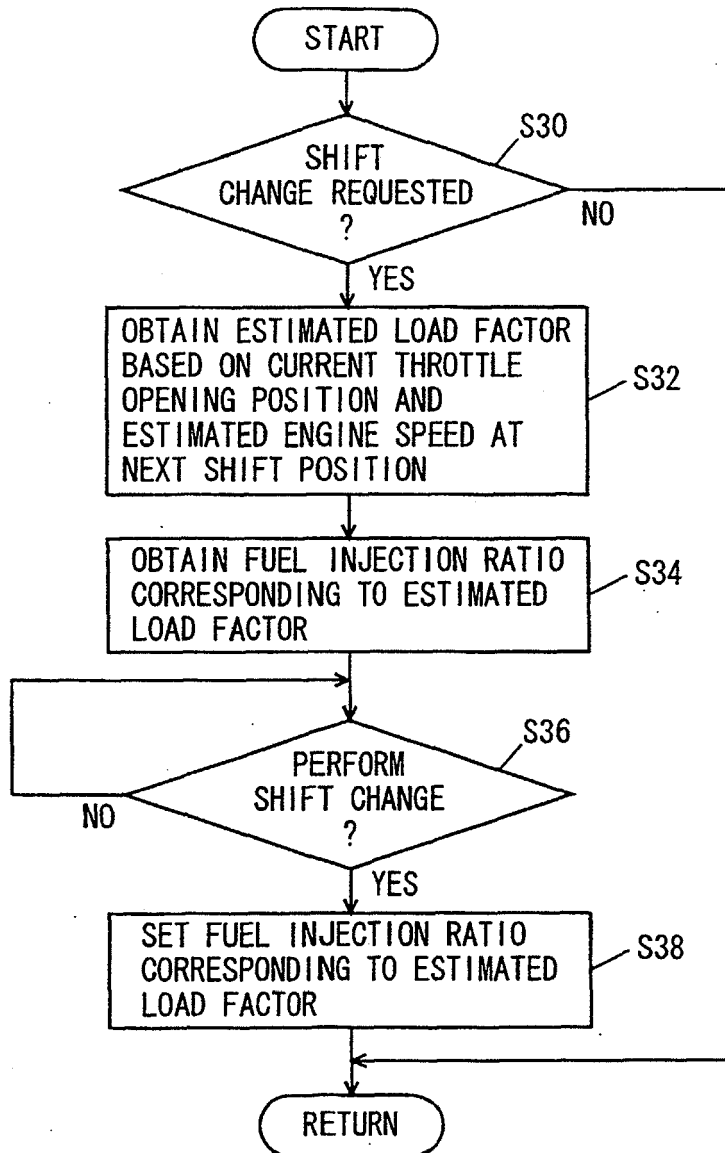 START
S30
SHIFT
CHANGE REQUESTED
?
NO
YES
OBTAIN ESTIMATED LOAD FACTOR
BASED ON CURRENT THROTTLE
OPENING POSITION AND
ESTIMATED ENGINE SPEED AT
NEXT SHIFT POSITION
S32
OBTAIN FUEL INJECTION RATIO
CORRESPONDING TO ESTIMATED
LOAD FACTOR
S34
S36
PERFORM
SHIFT CHANGE
?
NO
YES
SET FUEL INJECTION RATIO
CORRESPONDING TO ESTIMATED
LOAD FACTOR
S38
RETURN